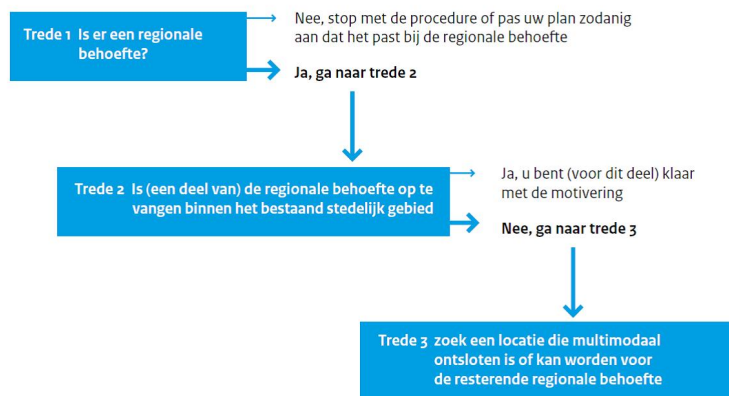 Trede 1 Is er een regionale
behoefte?
Nee, stop met de procedure of pas uw plan zodanig
aan dat het past bij de regionale behoefte
Ja, ga naar trede 2
Trede 2 Is (een deel van) de regionale behoefte op te
vangen binnen het bestaand stedelijk gebied
Ja, u bent (voor dit deel) klaar
met de motivering
Nee, ga naar trede 3
Trede 3 zoek een locatie die multimodaal
ontsloten is of kan worden voor
de resterende regionale behoefte